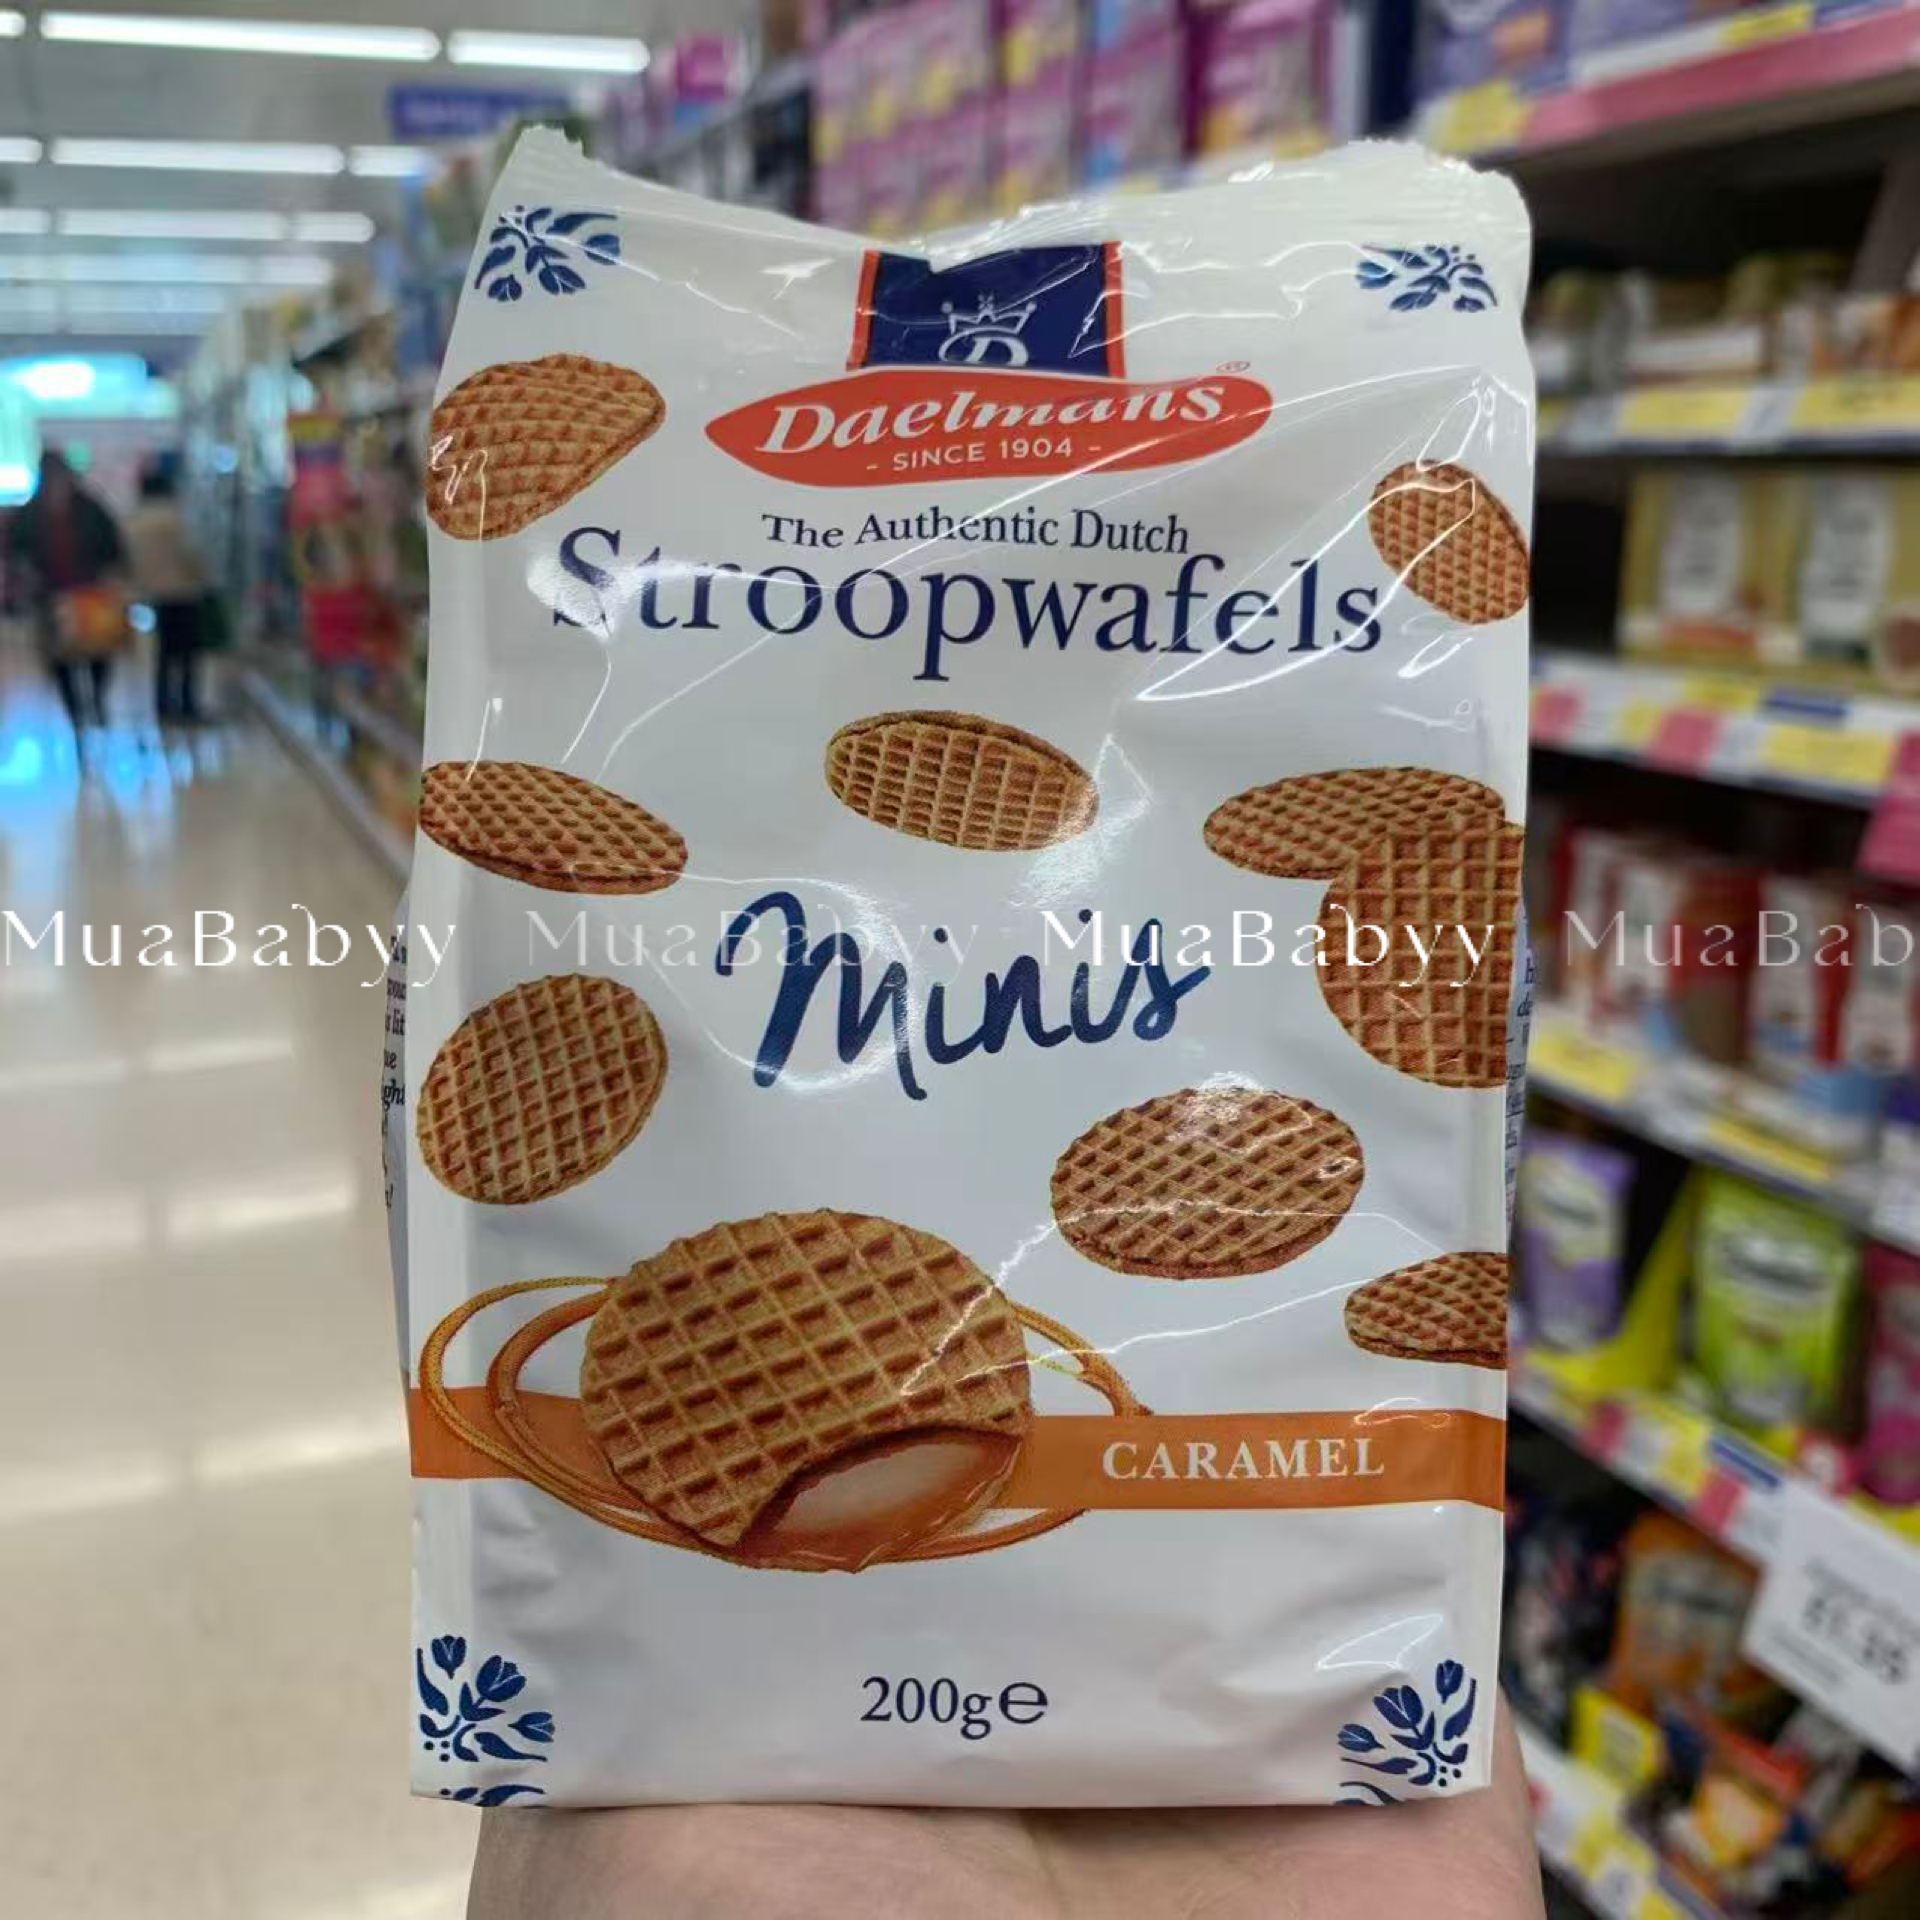 D
Daelmans®
- SINCE 1904 -
The Authentic Dutch
Stroopwafels
Minis
MuaBabyy MuaBabyy MuaBabyy MuaBab
CARAMEL
200g℮